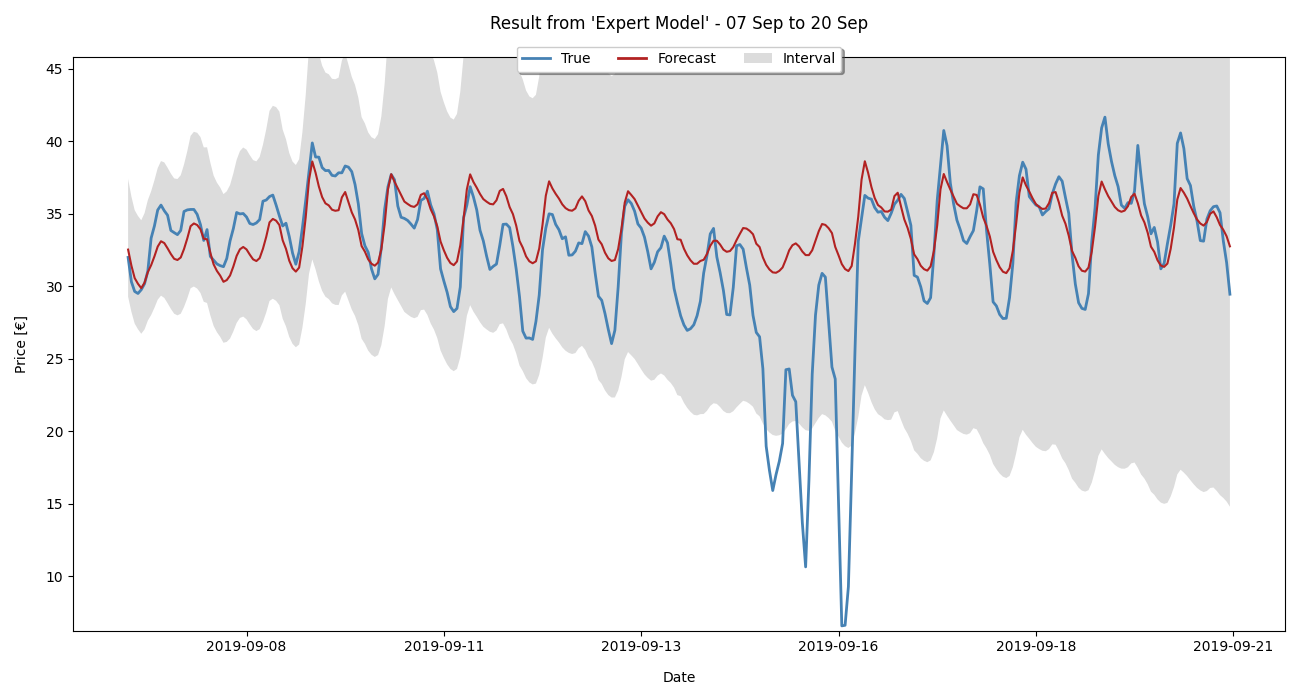 Result from 'Expert Model' - 07 Sep to 20 Sep
True Forecast Interval
45
40
35
30
25
20
15
10
Price [€]
2019-09-08 2019-09-11 2019-09-13 2019-09-16 2019-09-18 2019-09-21
Date